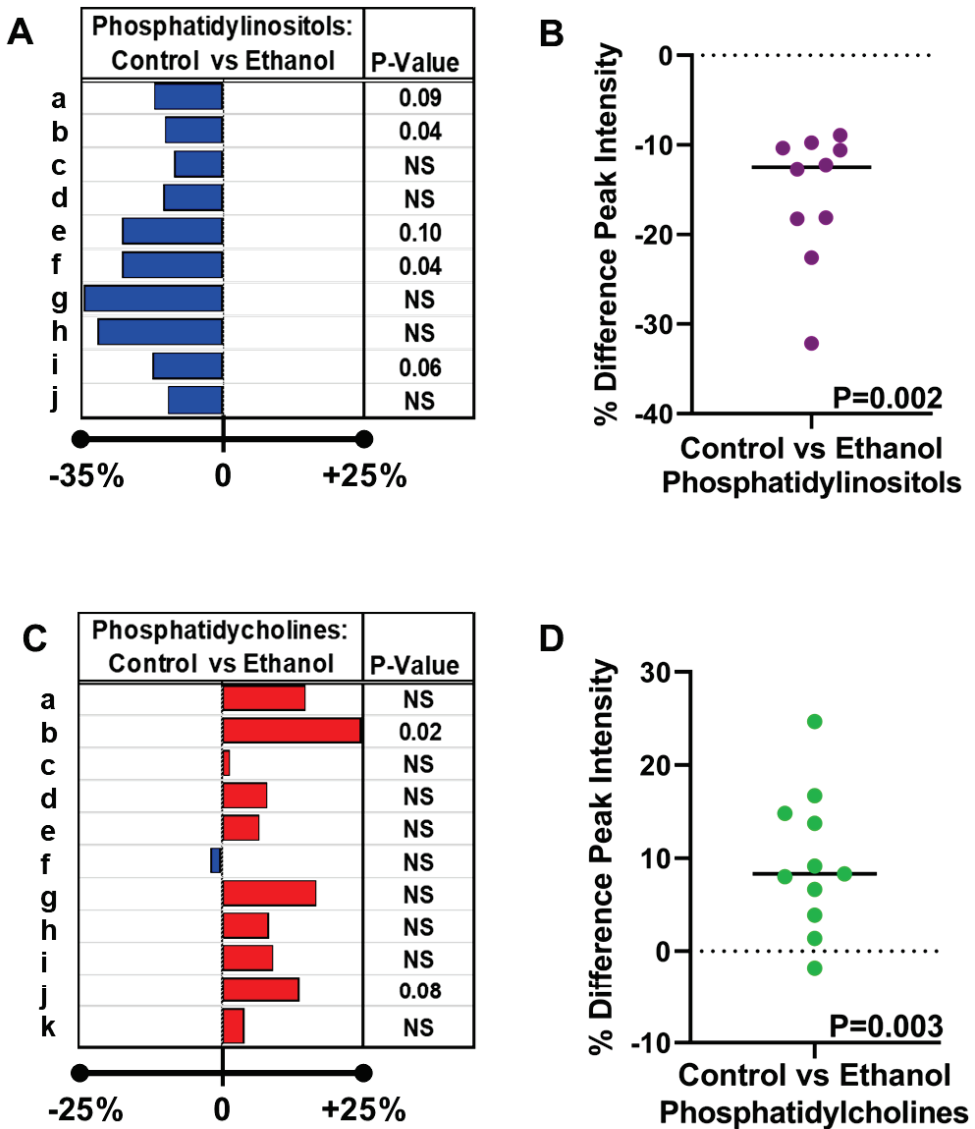 A
Phosphatidylinositols:
Control vs Ethanol P-Value
a 0.09
b 0.04
c NS
d NS
e 0.10
f 0.04
g NS
h NS
i 0.06
j NS
-35% 0 +25%
B
% Difference Peak Intensity
0
-10
-20
-30
-40
P=0.002
Control vs Ethanol
Phosphatidylinositols
C
Phosphatidycholines:
Control vs Ethanol P-Value
a NS
b 0.02
c NS
d NS
e NS
f NS
g NS
h NS
i NS
j 0.08
k NS
-25% 0 +25%
D
% Difference Peak Intensity
30
20
10
0
-10
P=0.003
Control vs Ethanol
Phosphatidylcholines